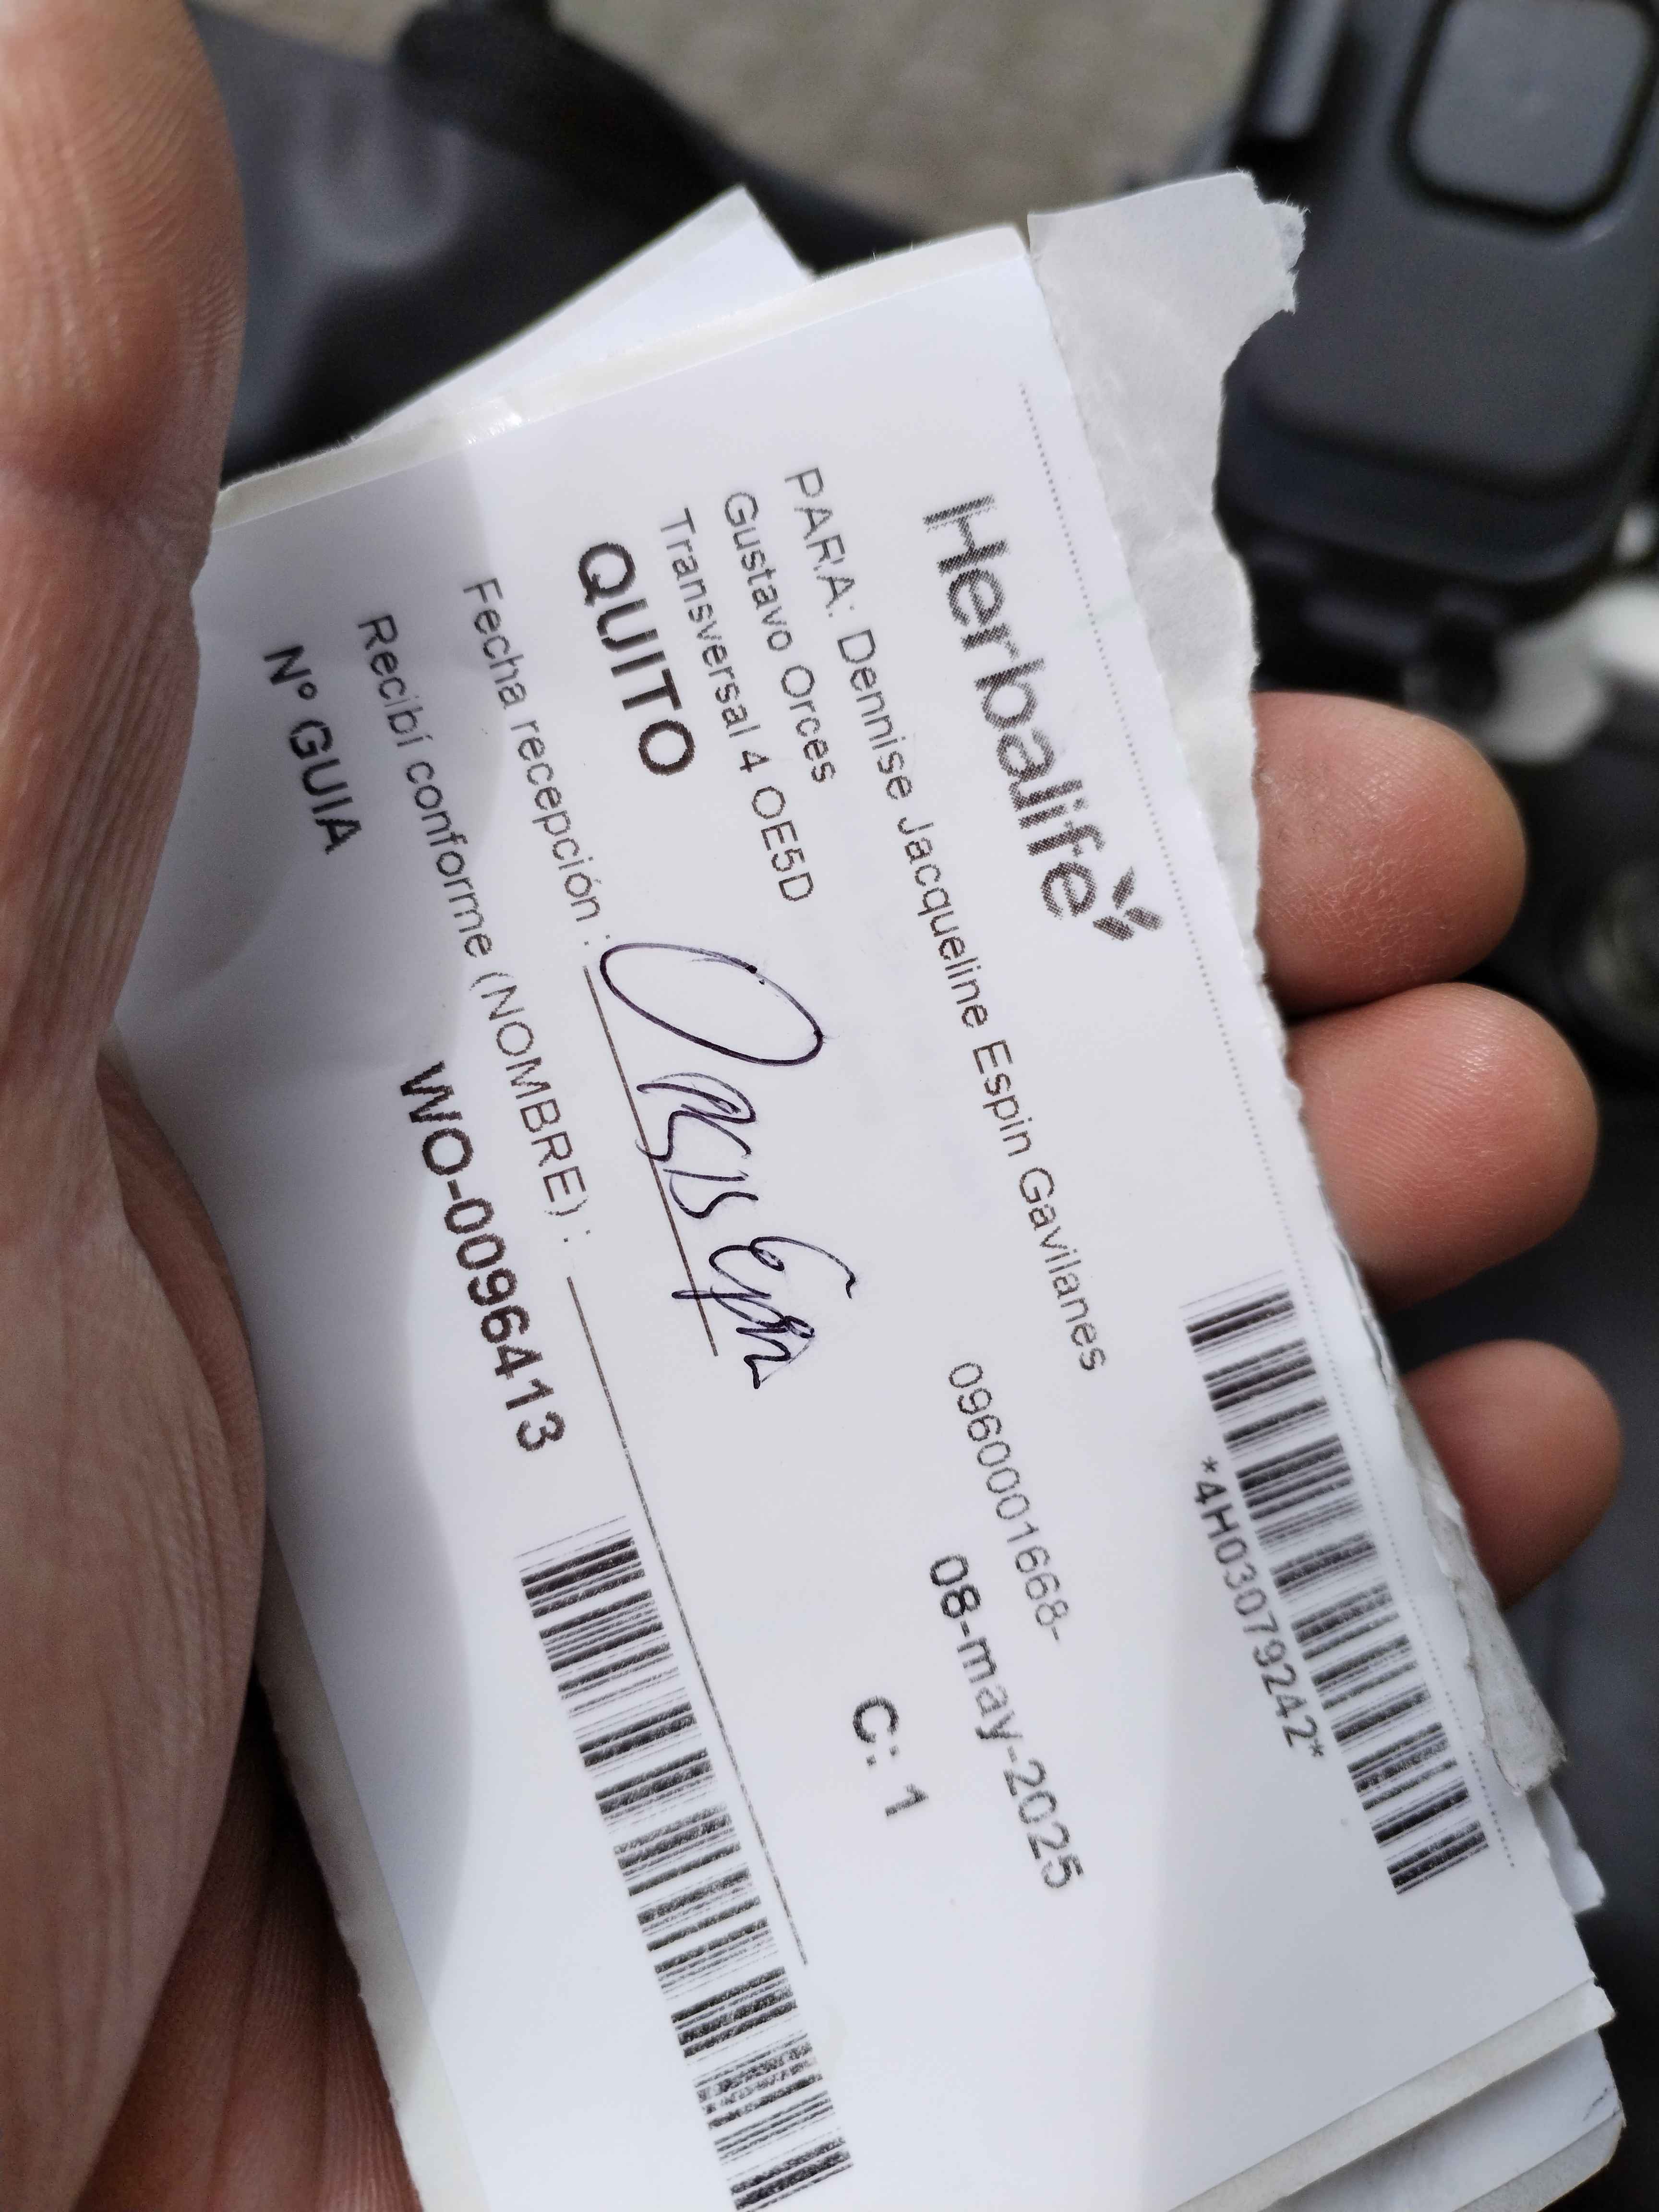 Herbalife
*4H03079242*
PARA: Dennise Jacqueline Espin Gavilanes
Gustavo Orces
0960001668-
Transversal 4 OE5D
08-may-2025
QUITO
C: 1
Fecha recepción :
Recibí conforme (NOMBRE) :
Nº GUIA
WO-0096413